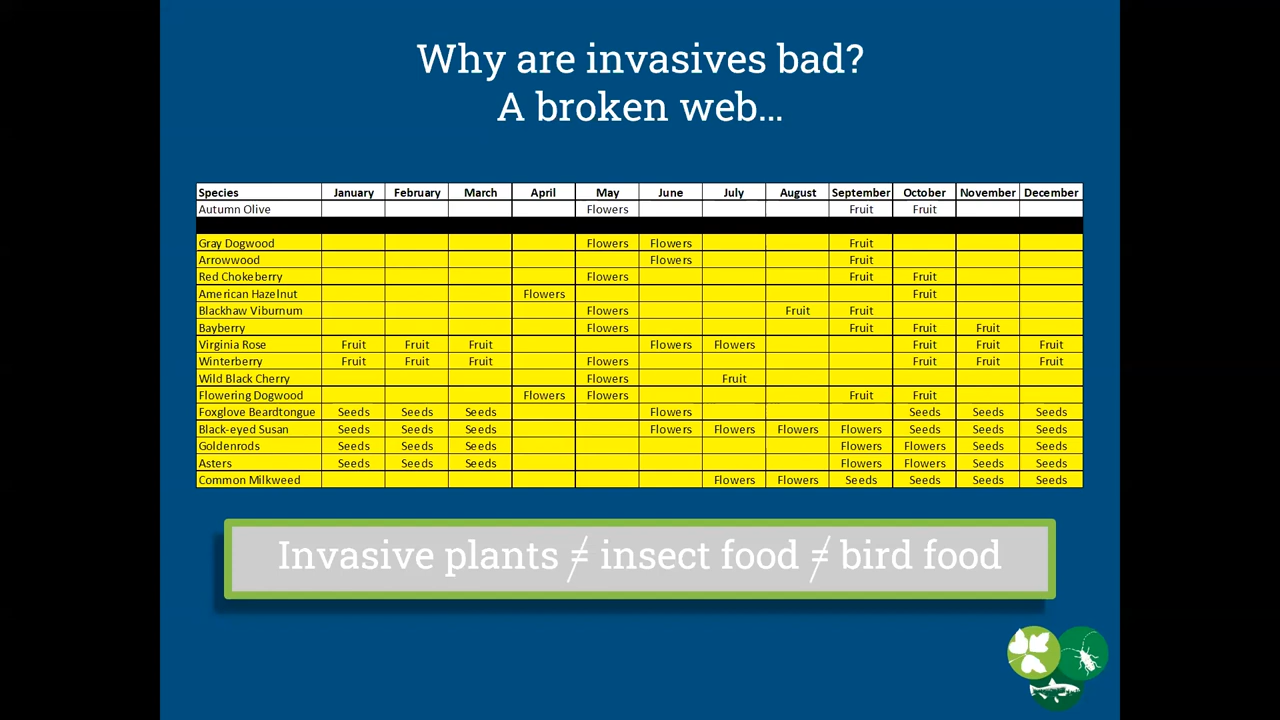 Why are invasives bad?
A broken web...
Species January February March April May June July August September October November December
Autumn Olive Flowers Fruit Fruit
Gray Dogwood Flowers Flowers Fruit
Arrowwood Flowers Fruit
Red Chokeberry Flowers Fruit Fruit
American Hazelnut Flowers Fruit
Blackhaw Viburnum Flowers Fruit Fruit
Bayberry Flowers Fruit Fruit Fruit
Virginia Rose Fruit Fruit Fruit Flowers Flowers Fruit Fruit Fruit
Winterberry Fruit Fruit Fruit Flowers Fruit Fruit Fruit
Wild Black Cherry Flowers Fruit
Flowering Dogwood Flowers Flowers Fruit Fruit
Foxglove Beardtongue Seeds Seeds Seeds Flowers Seeds Seeds Seeds
Black-eyed Susan Seeds Seeds Seeds Flowers Flowers Flowers Flowers Seeds Seeds Seeds
Goldenrods Seeds Seeds Seeds Flowers Flowers Seeds Seeds
Asters Seeds Seeds Seeds Flowers Flowers Seeds Seeds
Common Milkweed Flowers Flowers Seeds Seeds Seeds Seeds
Invasive plants ≠ insect food ≠ bird food